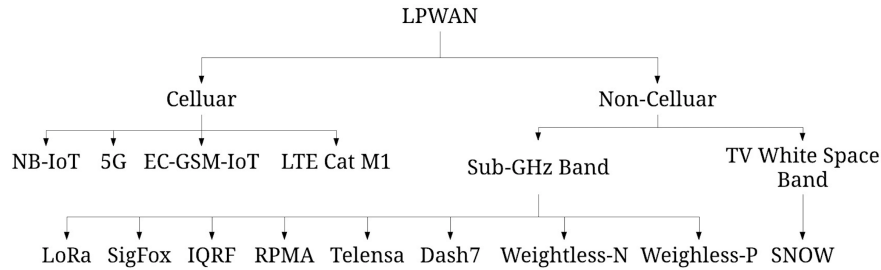 LPWAN
Celluar
Non-Celluar
NB-IoT 5G EC-GSM-IoT LTE Cat M1
Sub-GHz Band
TV White Space
Band
LoRa SigFox IQRF RPMA Telensa Dash7 Weightless-N Weighless-P SNOW